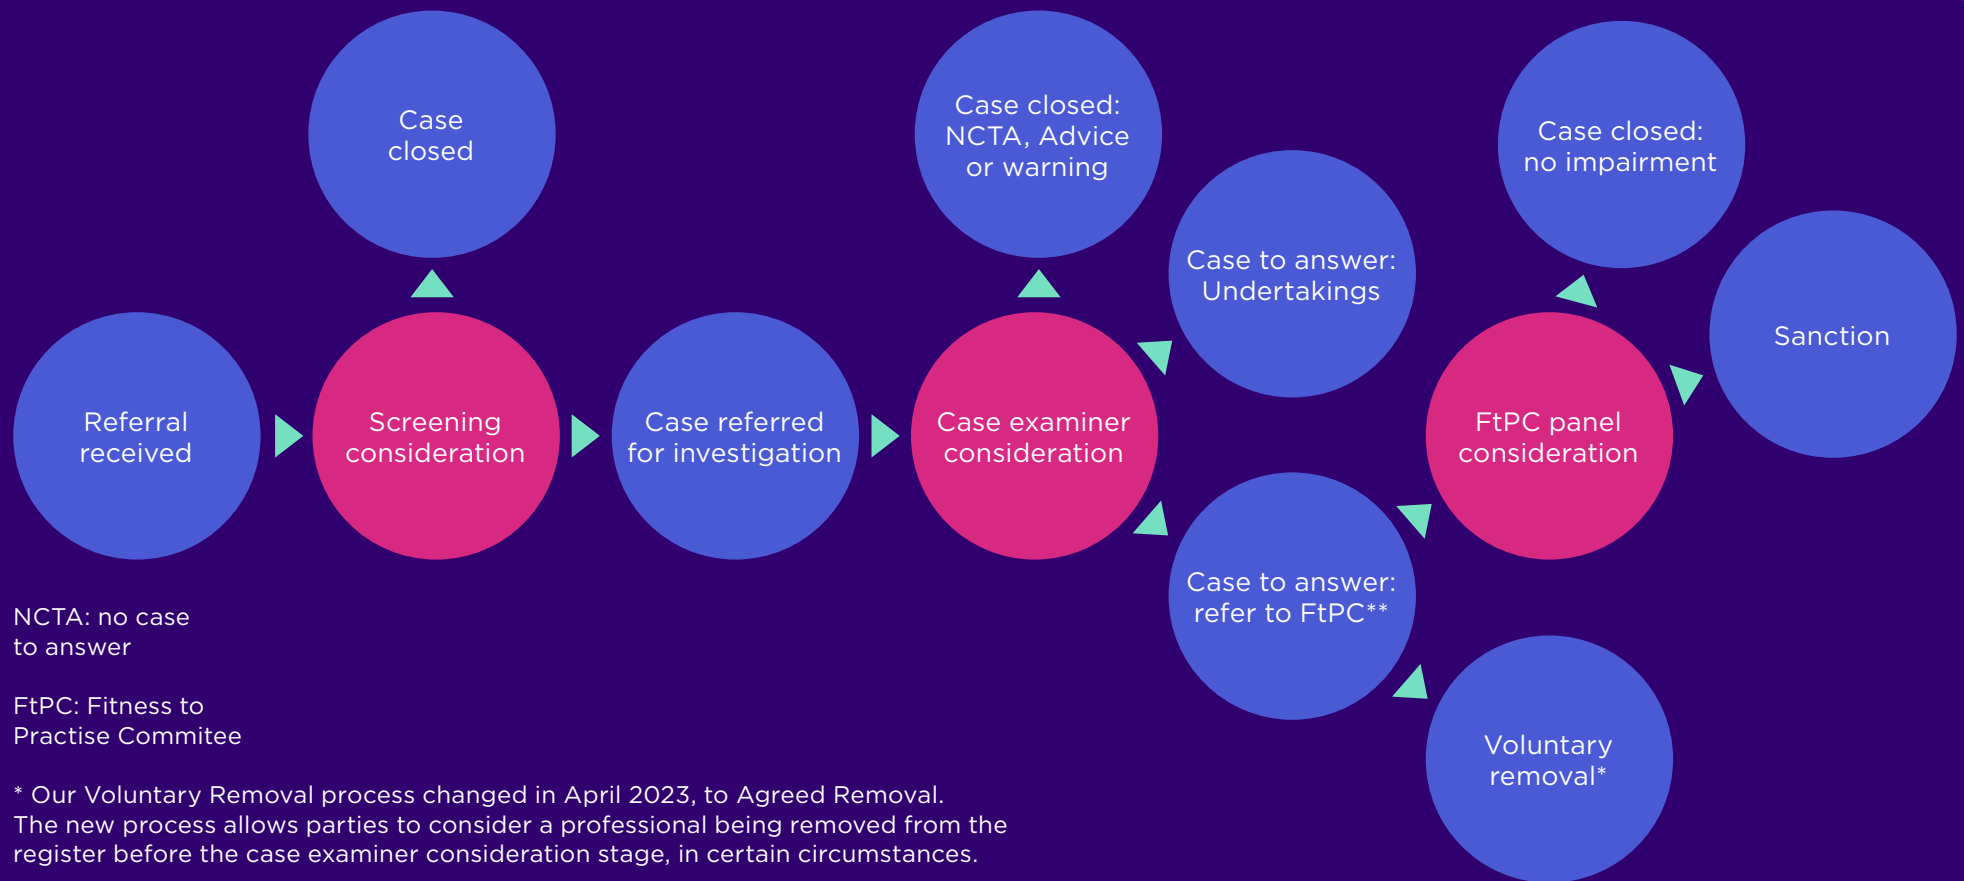 Case
closed
Case closed:
NCTA, Advice
or warning
Case closed:
no impairment
Case to answer:
Undertakings
Sanction
Referral
received
Screening
consideration
Case referred
for investigation
Case examiner
consideration
FtPC panel
consideration
Case to answer:
refer to FtPC**
Voluntary
removal*
NCTA: no case
to answer
FtPC: Fitness to
Practise Commitee
* Our Voluntary Removal process changed in April 2023, to Agreed Removal.
The new process allows parties to consider a professional being removed from the
register before the case examiner consideration stage, in certain circumstances.